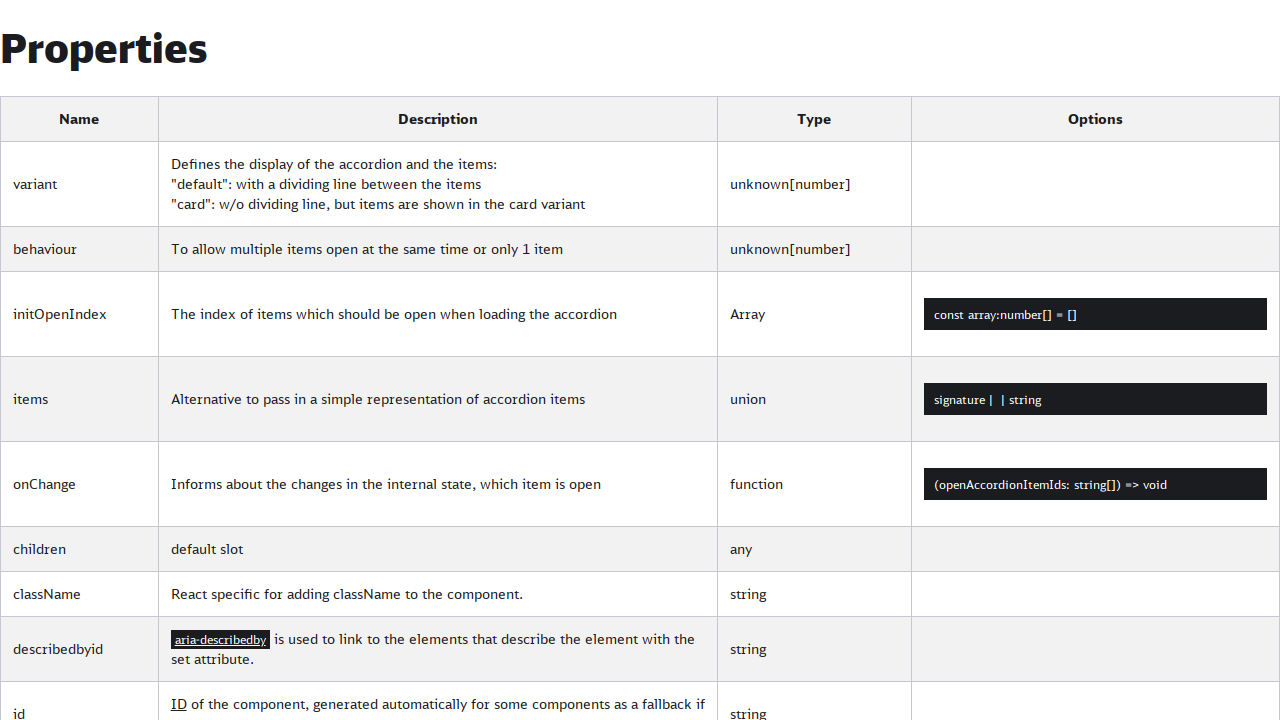 Properties
Name Description Type Options
variant
Defines the display of the accordion and the items:
"default": with a dividing line between the items
"card": w/o dividing line, but items are shown in the card variant
unknown[number]
behaviour To allow multiple items open at the same time or only 1 item unknown[number]
initOpenIndex The index of items which should be open when loading the accordion Array const array:number[] = []
items Alternative to pass in a simple representation of accordion items union signature | | string
onChange Informs about the changes in the internal state, which item is open function (openAccordionItemIds: string[]) => void
children default slot any
className React specific for adding className to the component. string
describedbyid
aria-describedby is used to link to the elements that describe the element with the
set attribute.
string
id
ID of the component, generated automatically for some components as a fallback if
string